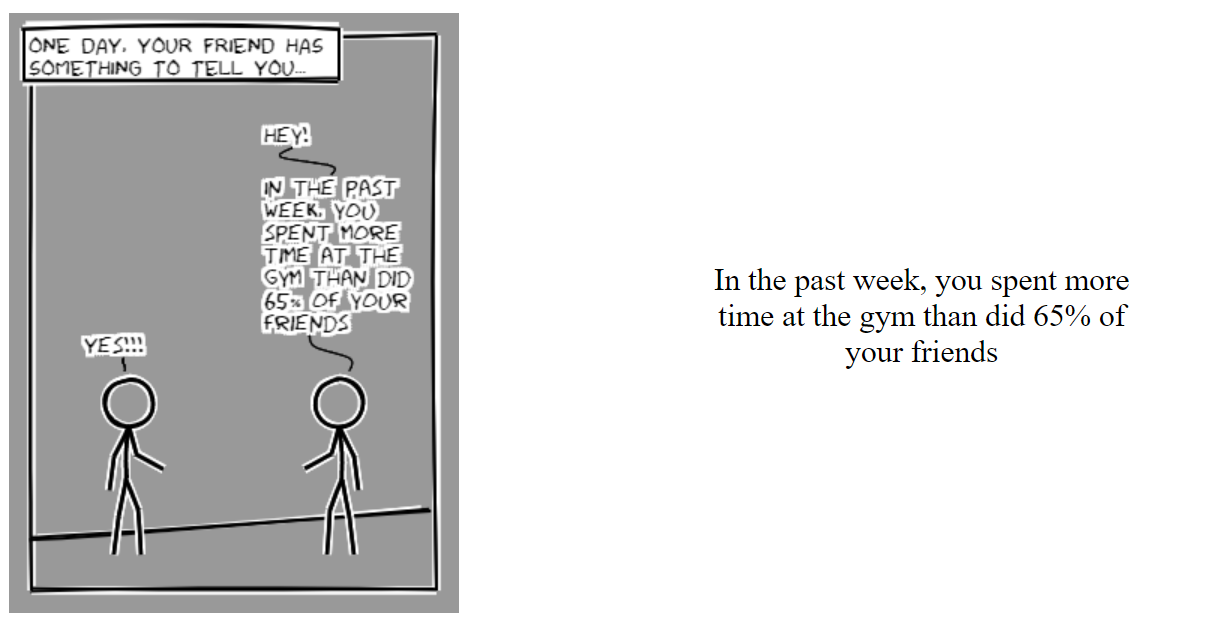 ONE DAY, YOUR FRIEND HAS
SOMETHING TO TELL YOU...
HEY!
IN THE PAST
WEEK, YOU
SPENT MORE
TIME AT THE
GYM THAN DID
65% OF YOUR
FRIENDS
YES!!!
In the past week, you spent more
time at the gym than did 65% of
your friends